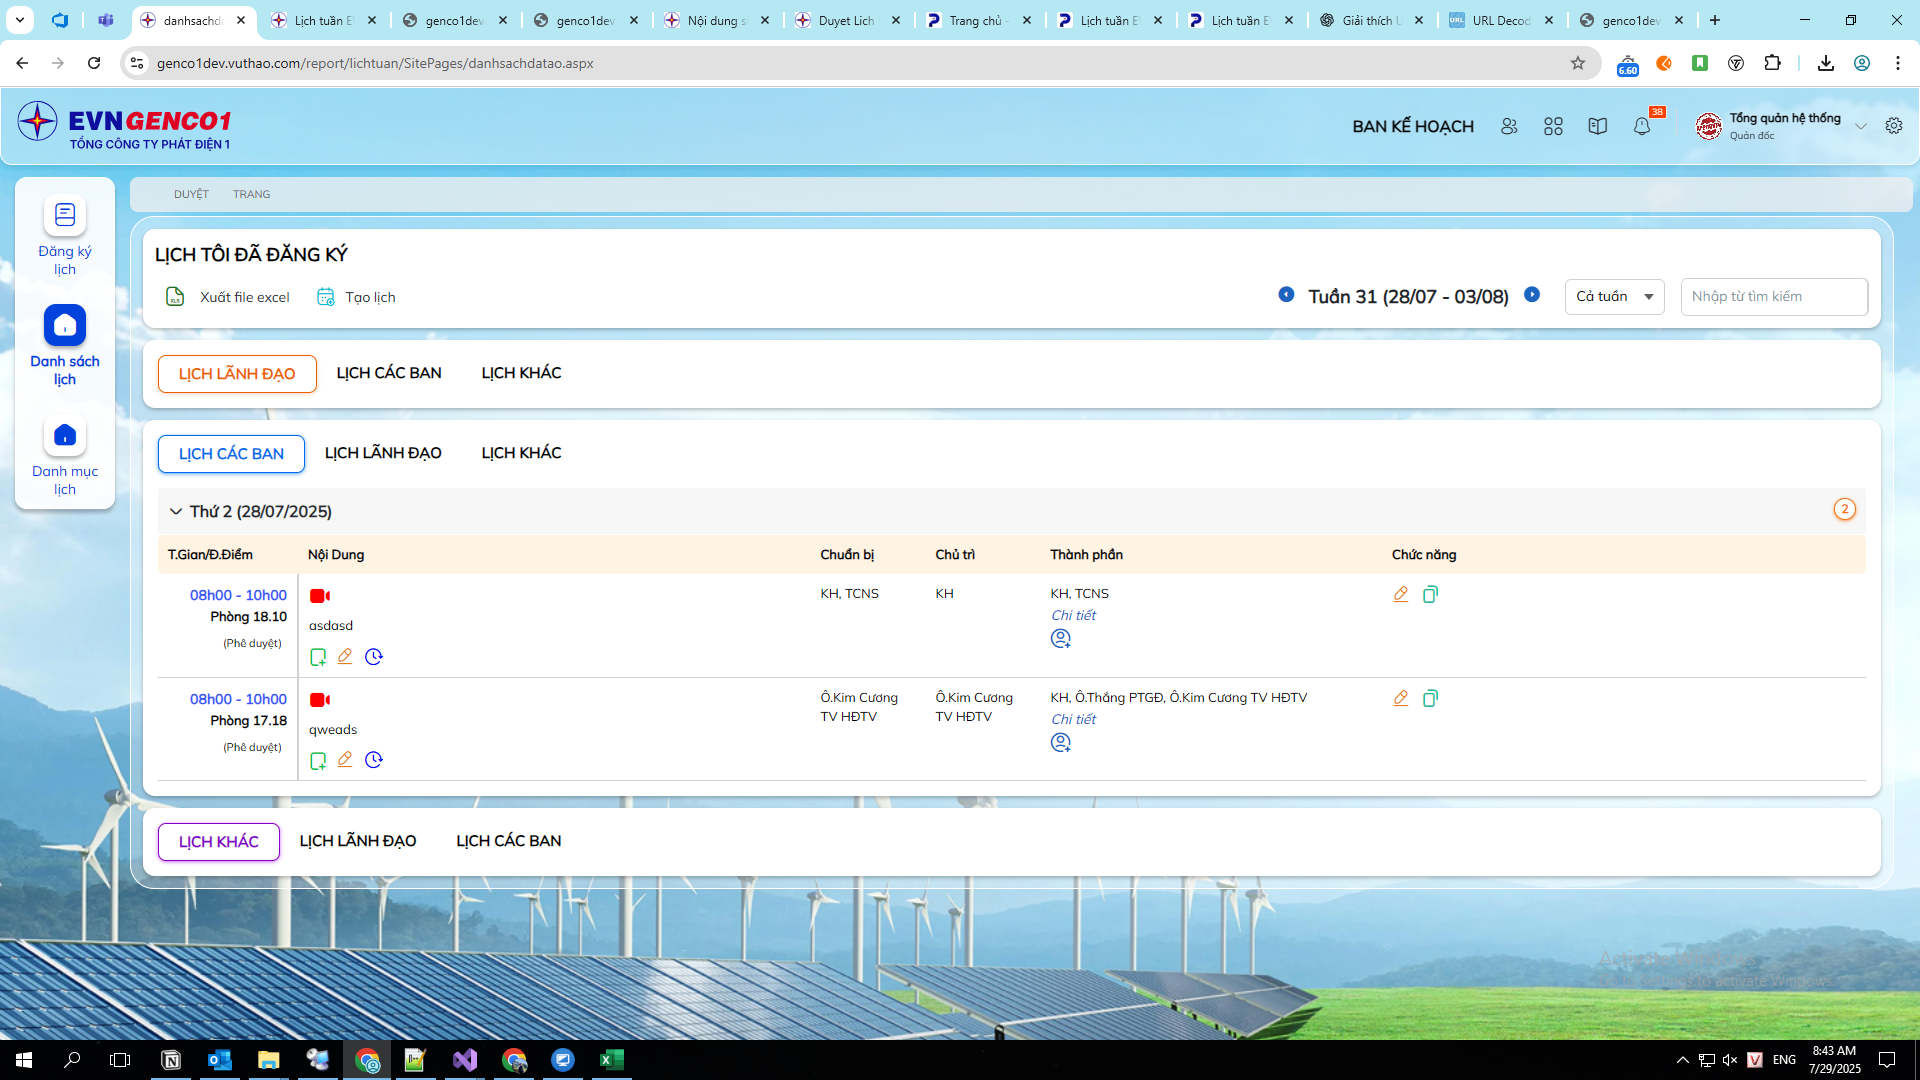 danhsachda
Lịch tuần E
genco1dev.
genco1dev.
Nội dung s
Duyet Lich
Trang chủ -
Lịch tuần E
Lịch tuần E
Giải thích U
URL Decod
genco1dev
genco1dev.vuthao.com/report/lichtuan/SitePages/danhsachdatao.aspx
6.60
EVNGENCO1
TỔNG CÔNG TY PHÁT ĐIỆN 1
BAN KẾ HOẠCH
38
Tổng quản hệ thống
Quản đốc
DUYỆT TRANG
Đăng ký
lịch
Danh sách
lịch
Danh mục
lịch
LỊCH TÔI ĐÃ ĐĂNG KÝ
XLS Xuất file excel Tạo lịch
Tuần 31 (28/07 - 03/08) Cả tuần Nhập từ tìm kiếm
LỊCH LÃNH ĐẠO LỊCH CÁC BAN LỊCH KHÁC
LỊCH CÁC BAN LỊCH LÃNH ĐẠO LỊCH KHÁC
Thứ 2 (28/07/2025) 2
T.Gian/Đ.Điểm Nội Dung Chuẩn bị Chủ trì Thành phần Chức năng
08h00 - 10h00
Phòng 18.10
(Phê duyệt)
asdasd
KH, TCNS
KH
KH, TCNS
Chi tiết
08h00 - 10h00
Phòng 17.18
(Phê duyệt)
qweads
Ô.Kim Cương
TV HĐTV
Ô.Kim Cương
TV HĐTV
KH, Ô.Thắng PTGĐ, Ô.Kim Cương TV HĐTV
Chi tiết
LỊCH KHÁC LỊCH LÃNH ĐẠO LỊCH CÁC BAN
Activate Windows
Go to Settings to activate Windows.
ENG
8:43 AM
7/29/2025